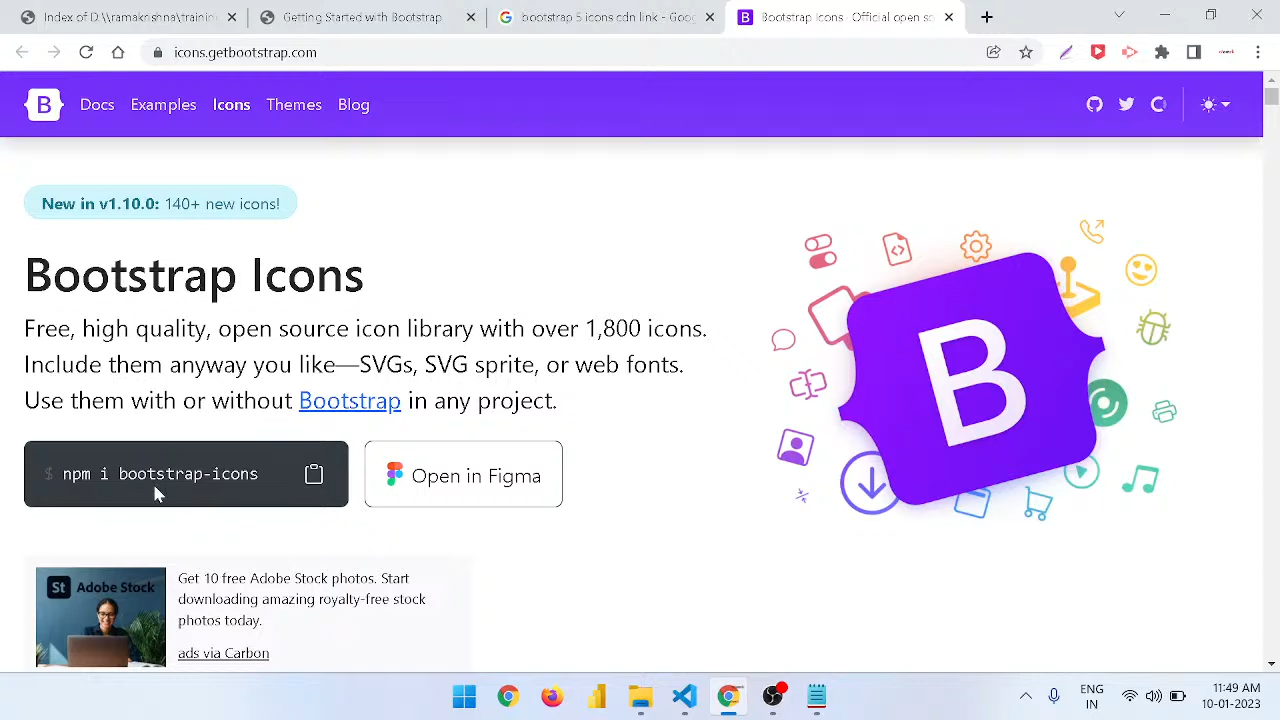 Index of D:\ramakrishna\training
Getting Started with Bootstrap
bootstrap 5 icons cdn link - Goo
Bootstrap Icons · Official open so
icons.getbootstrap.com
B Docs Examples Icons Themes Blog
New in v1.10.0: 140+ new icons!
Bootstrap Icons
Free, high quality, open source icon library with over 1,800 icons.
Include them anyway you like—SVGs, SVG sprite, or web fonts.
Use them with or without Bootstrap in any project.
$ npm i bootstrap-icons
Open in Figma
B
St Adobe Stock
Get 10 free Adobe Stock photos. Start
downloading amazing royalty-free stock
photos today.
ads via Carbon
ENG
IN
11:49 AM
10-01-2023